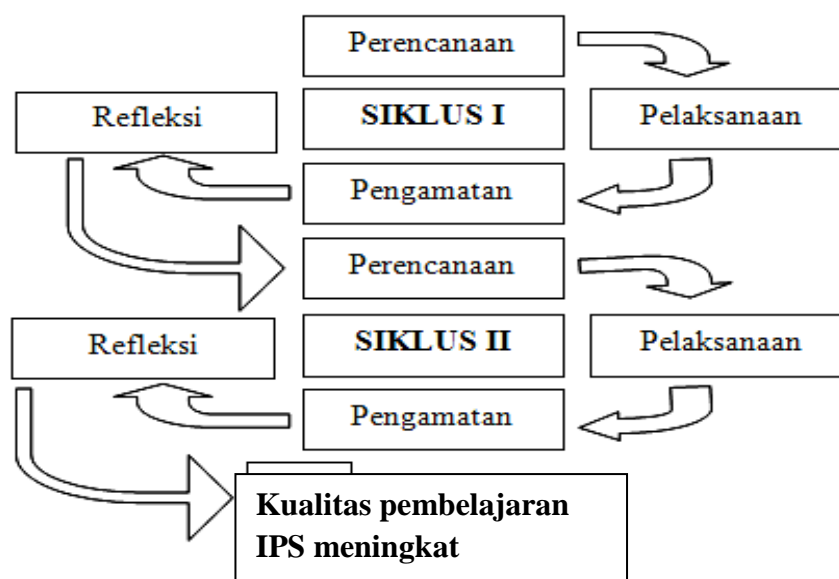 Perencanaan
Refleksi
SIKLUS I
Pelaksanaan
Pengamatan
Perencanaan
Refleksi
SIKLUS II
Pelaksanaan
Pengamatan
Kualitas pembelajaran
IPS meningkat